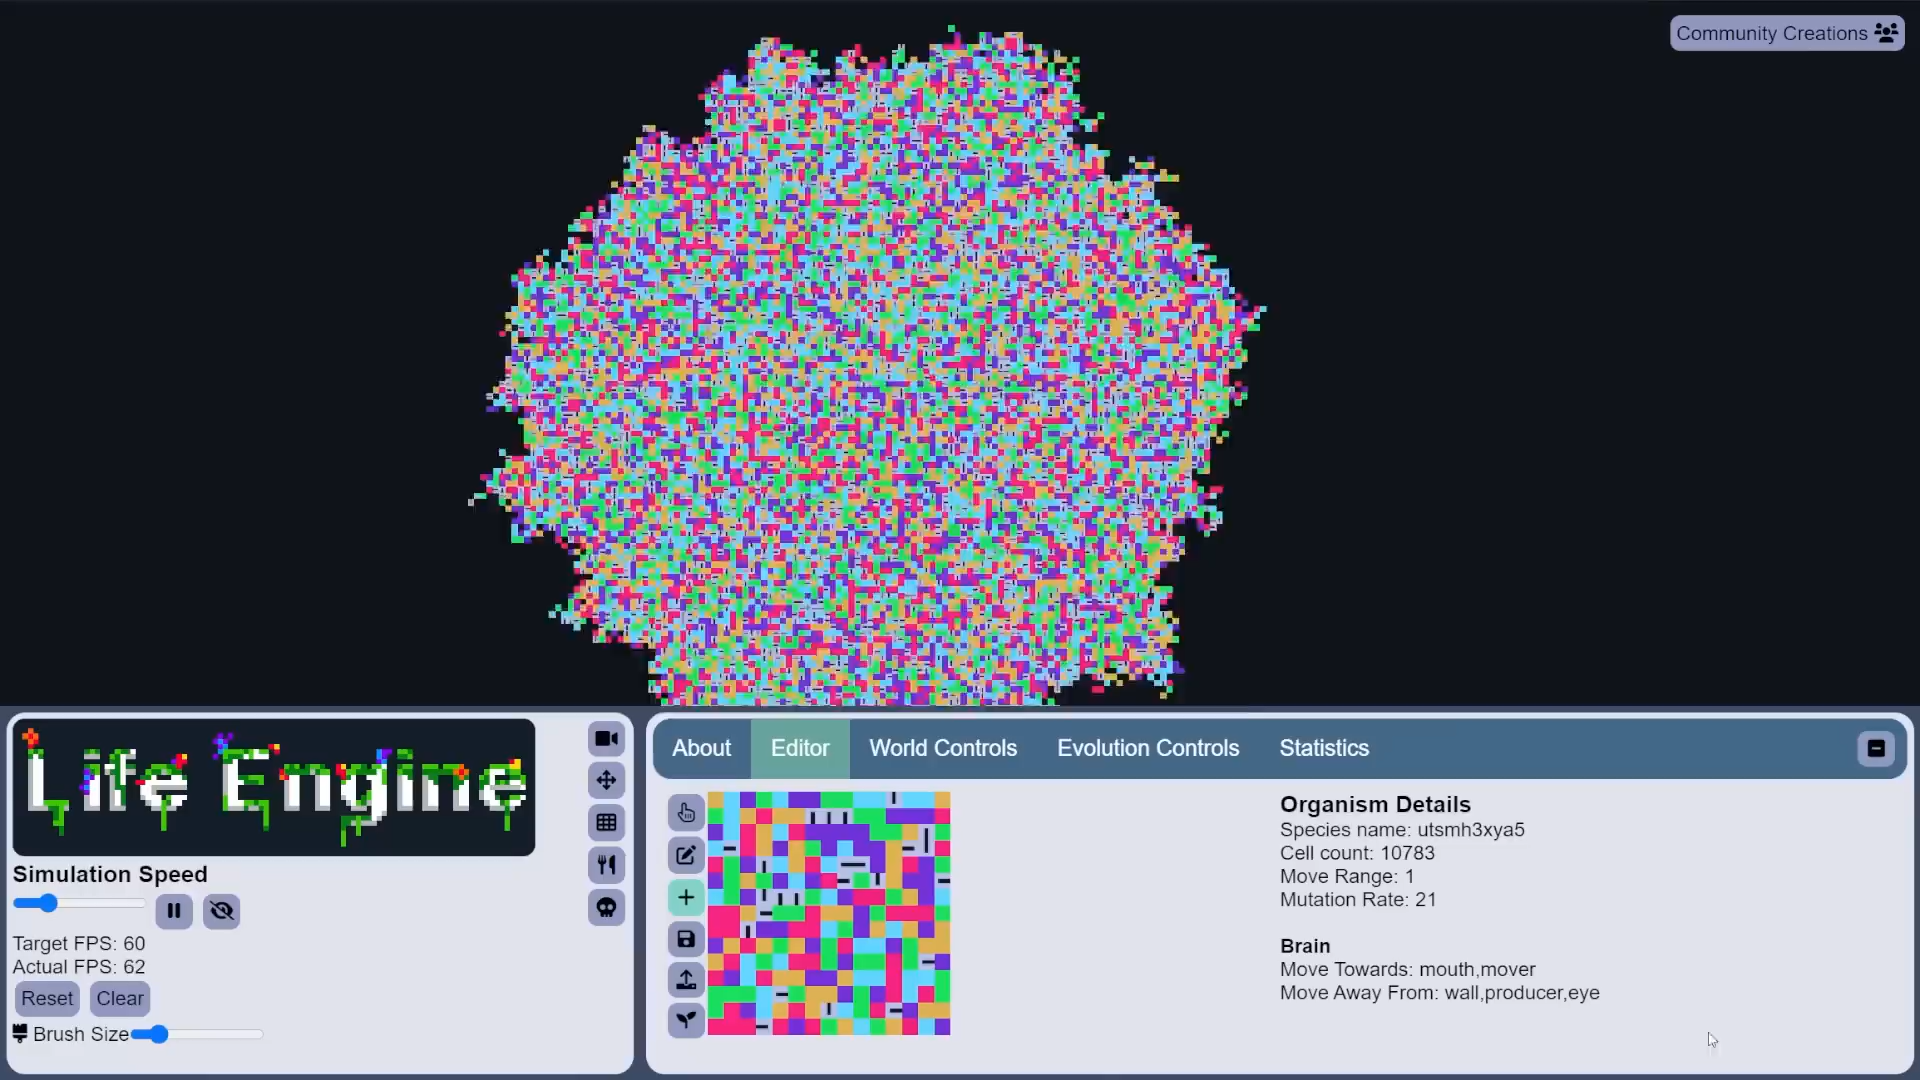 Community Creations
Life Engine
Simulation Speed
Target FPS: 60
Actual FPS: 62
Reset Clear
Brush Size
About Editor World Controls Evolution Controls Statistics
Organism Details
Species name: utsmh3xya5
Cell count: 10783
Move Range: 1
Mutation Rate: 21
Brain
Move Towards: mouth,mover
Move Away From: wall,producer,eye